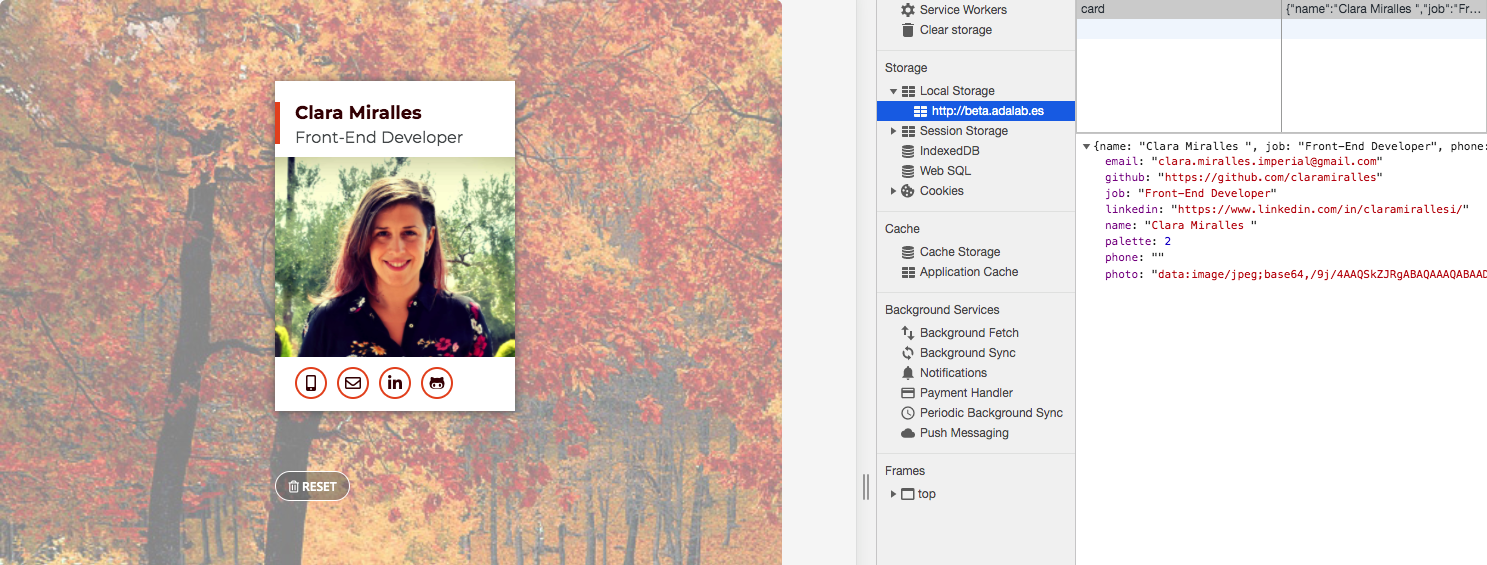 Clara Miralles
Front-End Developer
in
RESET
Service Workers
Clear storage
Storage
Local Storage
http://beta.adalab.es
Session Storage
IndexedDB
Web SQL
Cookies
Cache
Cache Storage
Application Cache
Background Services
Background Fetch
Background Sync
Notifications
Payment Handler
Periodic Background Sync
Push Messaging
Frames
top
card {"name":"Clara Miralles ","job":"Fr…
{name: "Clara Miralles ", job: "Front-End Developer", phone:
email: "clara.miralles.imperial@gmail.com"
github: "https://github.com/claramiralles"
job: "Front-End Developer"
linkedin: "https://www.linkedin.com/in/claramirallesi/"
name: "Clara Miralles "
palette: 2
phone: ""
photo: "data:image/jpeg;base64,/9j/4AAQSkZJRgABAQAAAQABAAD